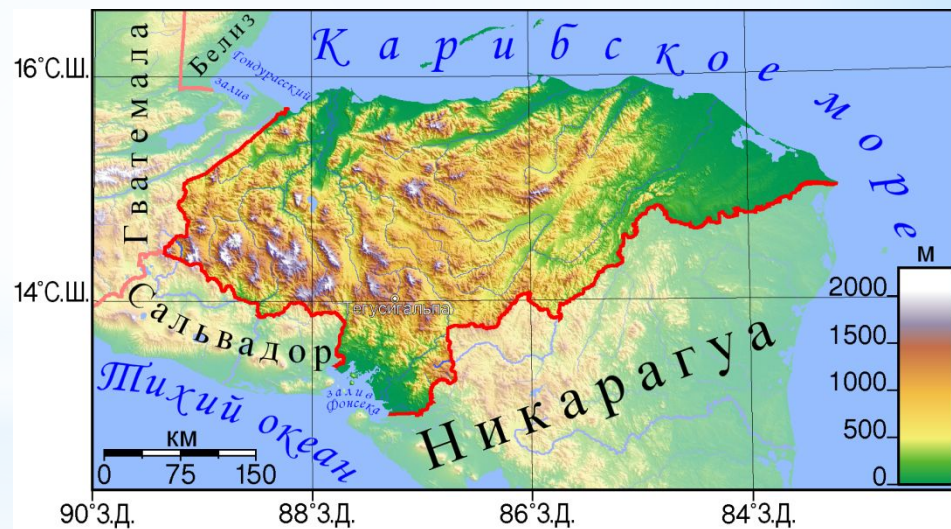 Карибское море
16°С.Ш.
Гватемала
Белиз
Гондурасский
залив
14°С.Ш.
Тегусигальпа
Сальвадор
залив
Фонсека
Никарагуа
Тихий океан
м
2000
1500
1000
500
0
км
0 75 150
90°З.Д. 88°З.Д. 86°З.Д. 84°З.Д.